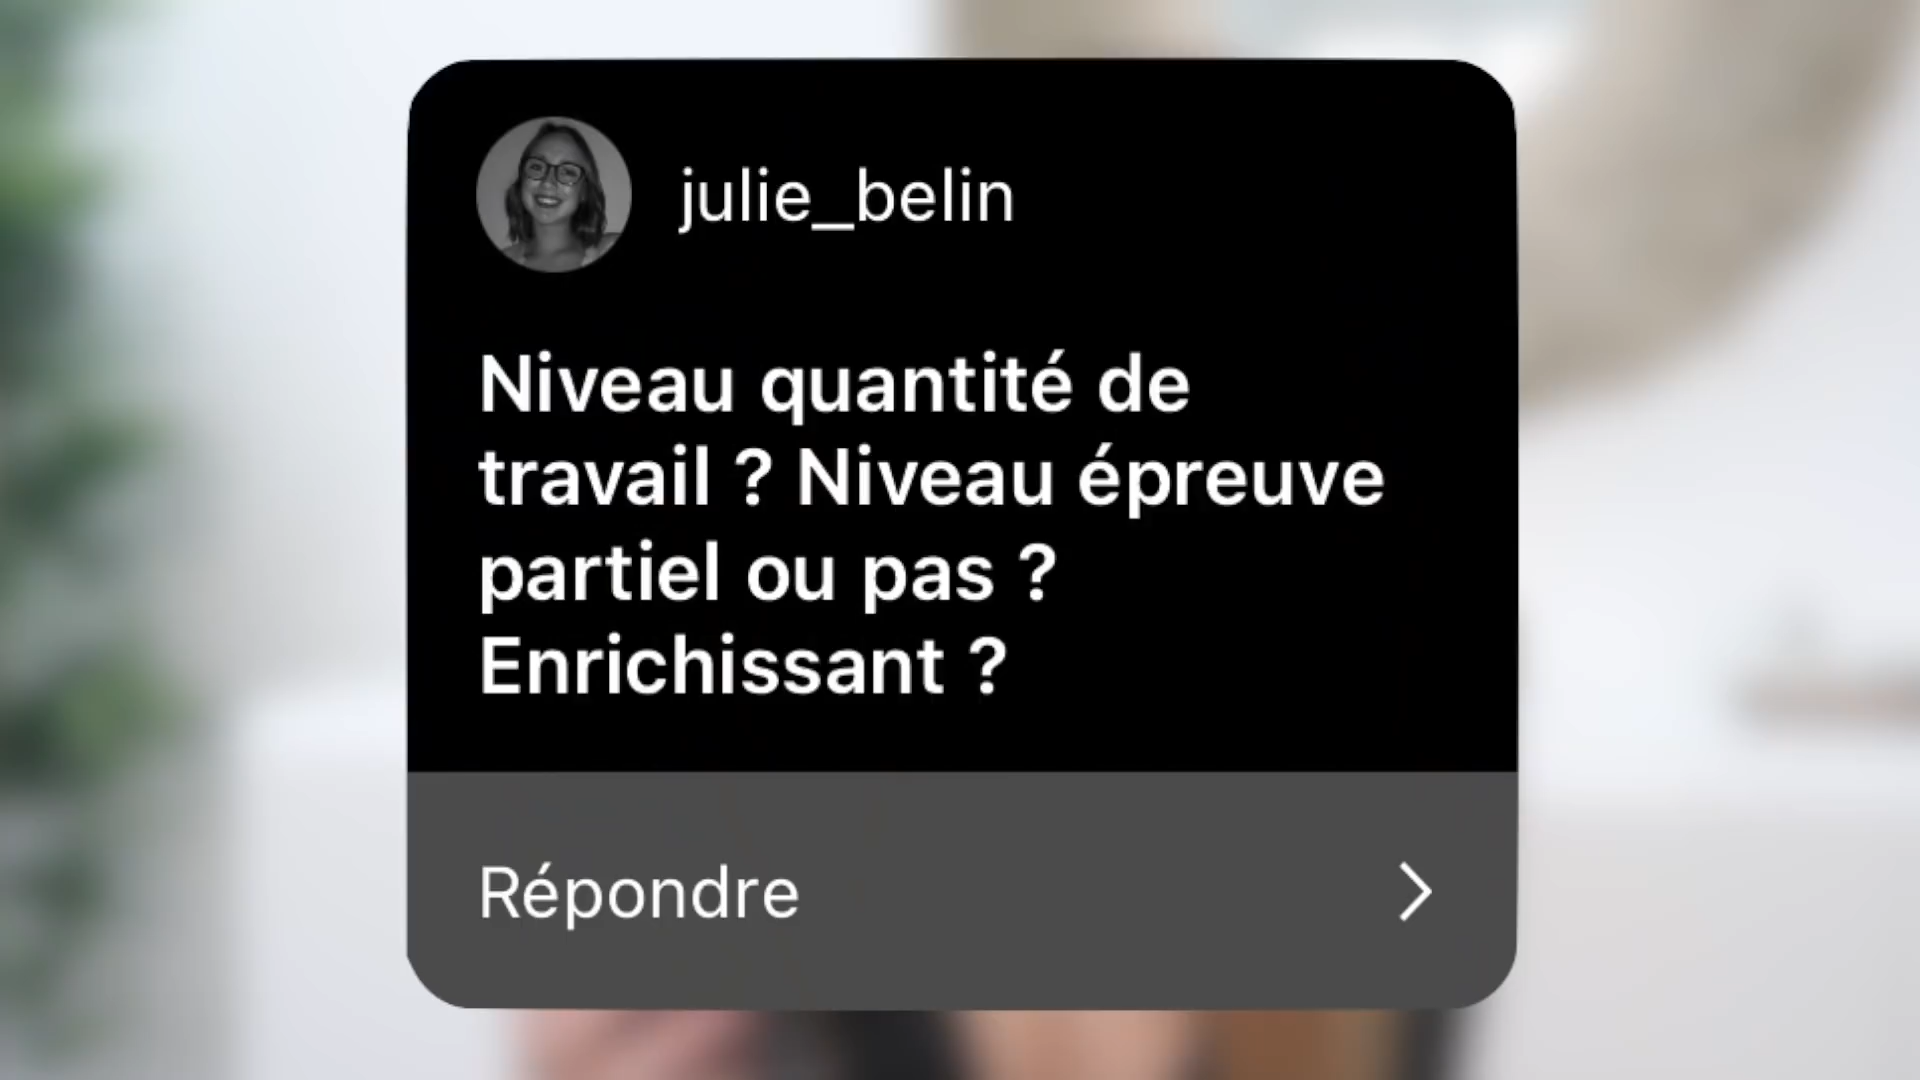 julie_belin
Niveau quantité de
travail ? Niveau épreuve
partiel ou pas ?
Enrichissant ?
Répondre